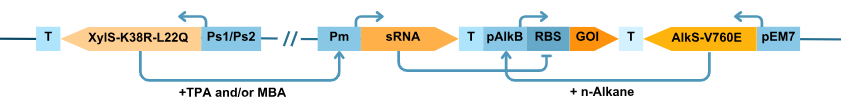 T XylS-K38R-L22Q Ps1/Ps2 // Pm sRNA T pAlkB RBS GOI T AlkS-V760E pEM7
+TPA and/or MBA + n-Alkane